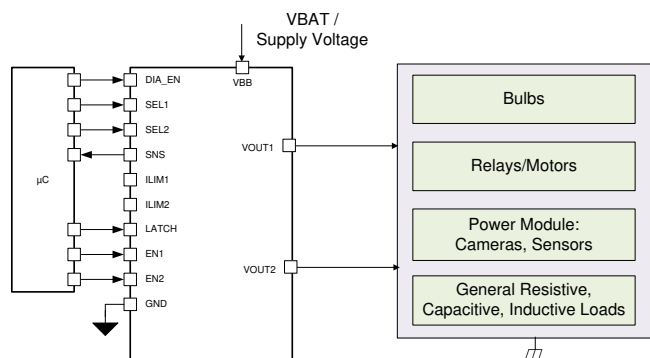 VBAT /
Supply Voltage
VBB
µC
DIA_EN
SEL1
SEL2
SNS
ILIM1
ILIM2
LATCH
EN1
EN2
GND
VOUT1
VOUT2
Bulbs
Relays/Motors
Power Module:
Cameras, Sensors
General Resistive,
Capacitive, Inductive Loads